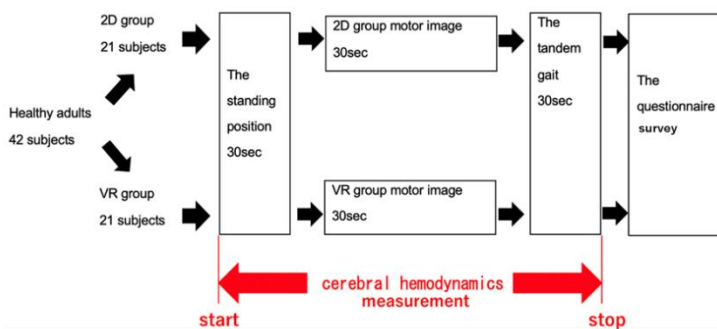 2D group
21 subjects
Healthy adults
42 subjects
VR group
21 subjects
The
standing
position
30sec
2D group motor image
30sec
VR group motor image
30sec
The
tandem
gait
30sec
The
questionnaire
survey
cerebral hemodynamics
measurement
start
stop